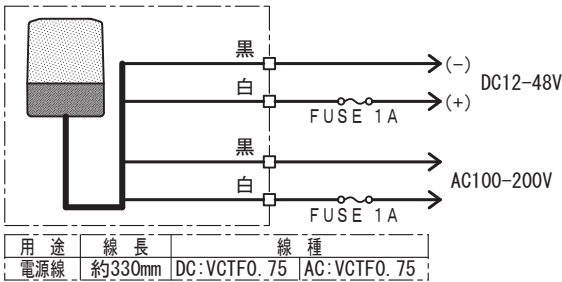 黒
(-)
DC12-48V
白
(+)
FUSE 1A
黒
AC100-200V
白
FUSE 1A
用 途 線 長 線 種
電源線 約330mm DC:VCTF0.75 AC:VCTF0.75